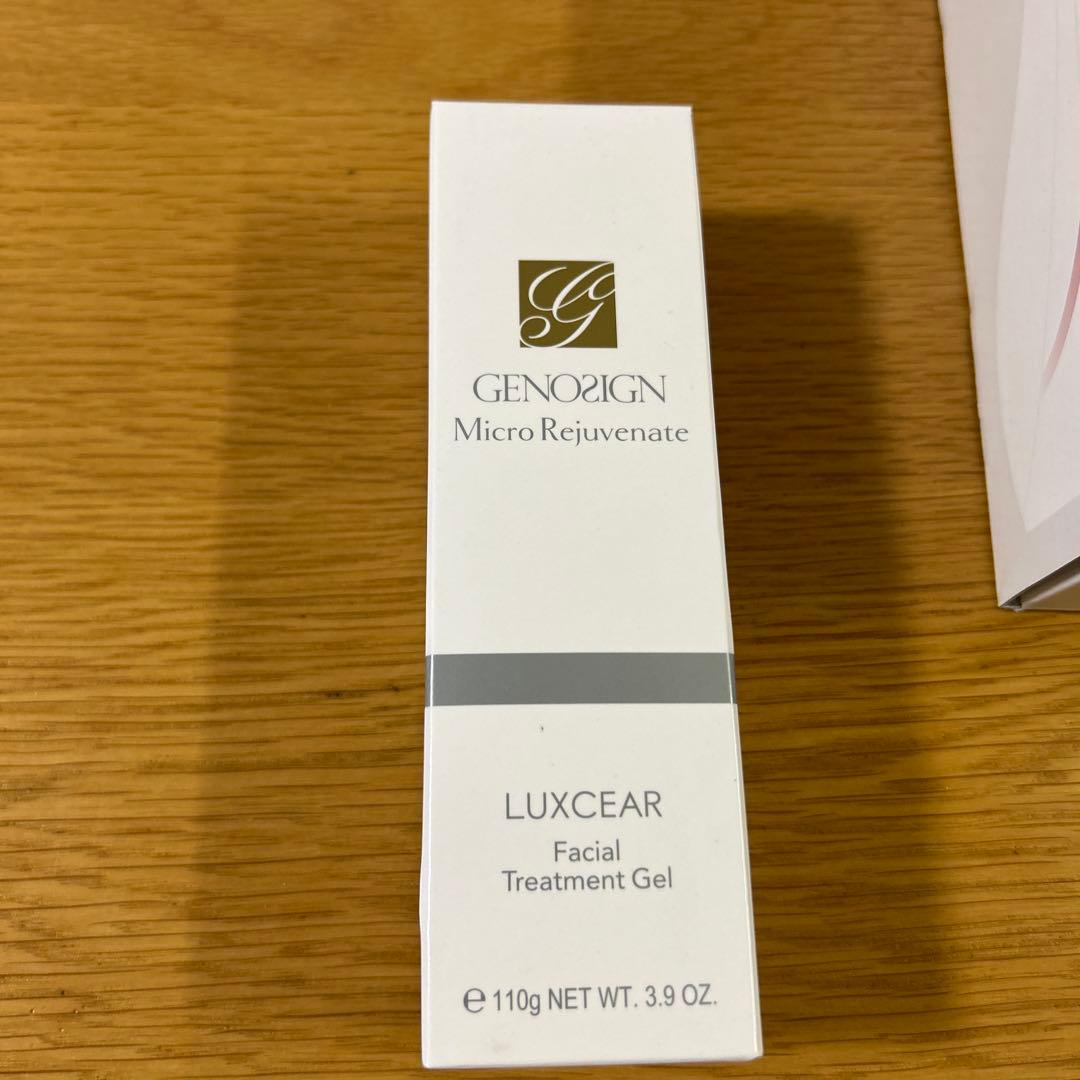 G
GENOSIGN
Micro Rejuvenate
LUXCEAR
Facial
Treatment Gel
℮ 110g NET WT. 3.9 OZ.